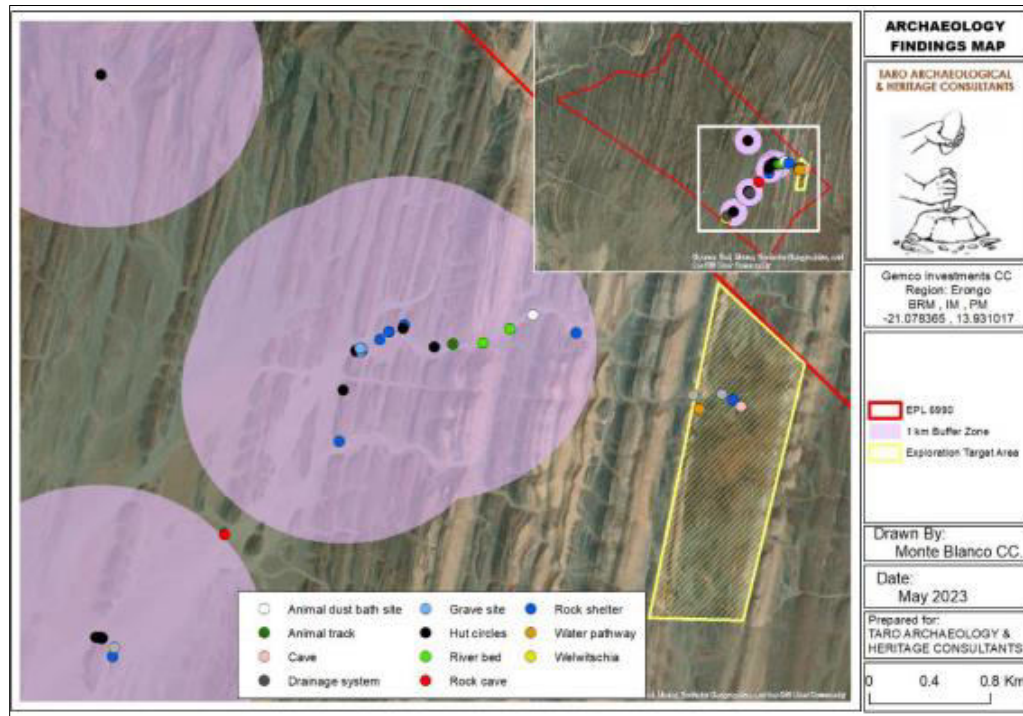 ARCHAEOLOGY
FINDINGS MAP
TARO ARCHAEOLOGICAL
& HERITAGE CONSULTANTS
Gemco Investments CC
Region: Erongo
BRM , IM , PM
-21.078365 , 13.931017
EPL 6990
1 km Buffer Zone
Exploration Target Area
Drawn By:
Monte Blanco CC.
Date:
May 2023
Prepared for:
TARO ARCHAEOLOGY &
HERITAGE CONSULTANTS
0 0.4 0.8 Km
Animal dust bath site
Animal track
Cave
Drainage system
Grave site
Hut circles
River bed
Rock cave
Rock shelter
Water pathway
Welwitschia